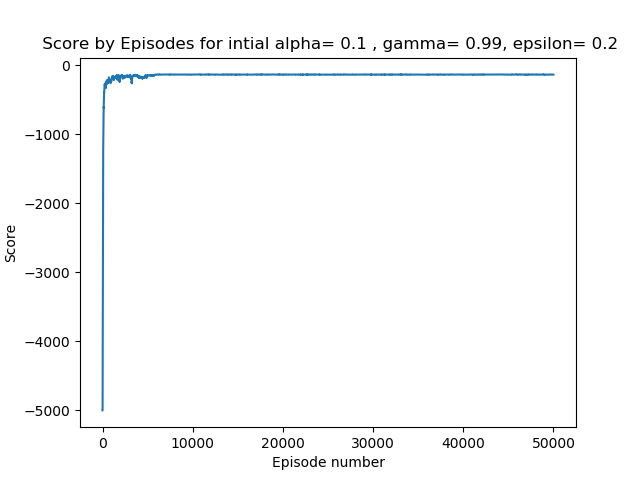 Score by Episodes for intial alpha= 0.1 , gamma= 0.99, epsilon= 0.2
0
−1000
−2000
−3000
−4000
−5000
Score
0 10000 20000 30000 40000 50000
Episode number